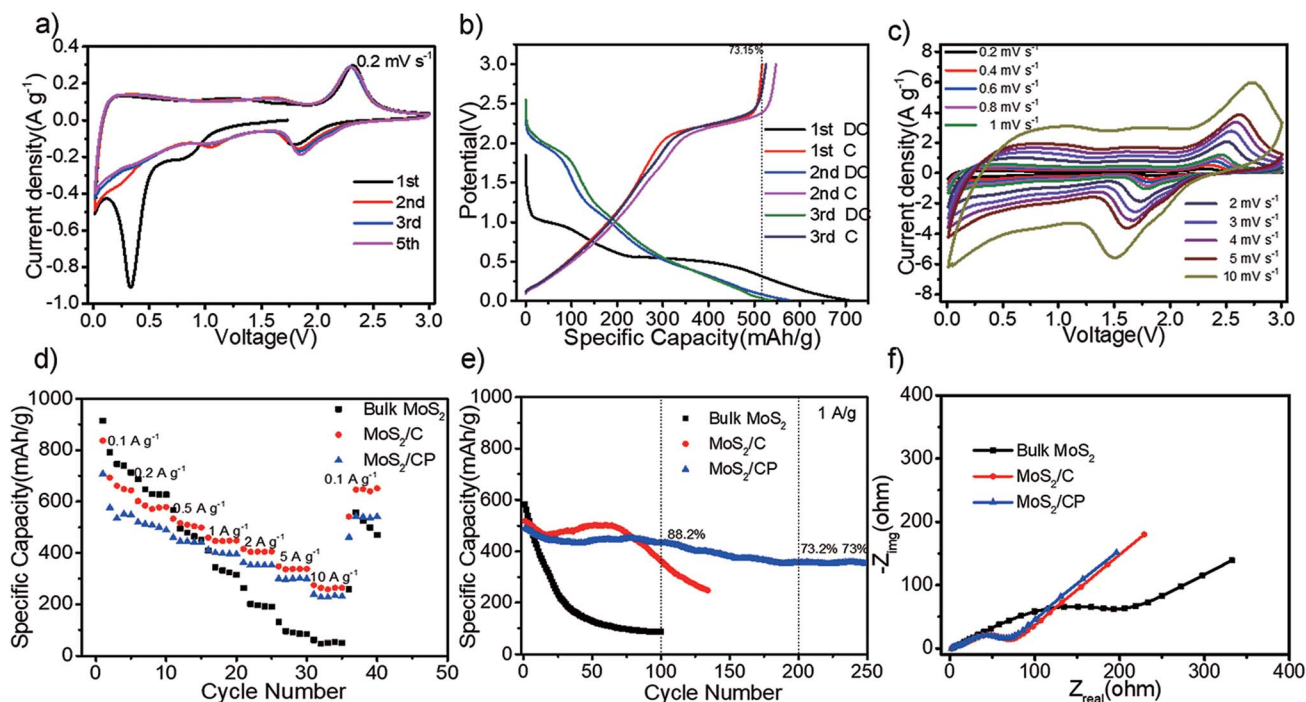 a)
0.2 mV s⁻¹
Current density(A g⁻¹)
0.4
0.2
0.0
-0.2
-0.4
-0.6
-0.8
-1.0
1st
2nd
3rd
5th
0.0 0.5 1.0 1.5 2.0 2.5 3.0
Voltage(V)
b)
73.15%
Potential(V)
3.0
2.5
2.0
1.5
1.0
0.5
0.0
1st DC
1st C
2nd DC
2nd C
3rd DC
3rd C
0 100 200 300 400 500 600 700
Specific Capacity(mAh/g)
c)
Current density(A g⁻¹)
8
6
4
2
0
-2
-4
-6
-8
0.2 mV s⁻¹
0.4 mV s⁻¹
0.6 mV s⁻¹
0.8 mV s⁻¹
1 mV s⁻¹
2 mV s⁻¹
3 mV s⁻¹
4 mV s⁻¹
5 mV s⁻¹
10 mV s⁻¹
0.0 0.5 1.0 1.5 2.0 2.5 3.0
Voltage(V)
d)
Specific Capacity(mAh/g)
1000
800
600
400
200
0
Bulk MoS₂
MoS₂/C
MoS₂/CP
0.1 A g⁻¹
0.2 A g⁻¹
0.5 A g⁻¹
1 A g⁻¹
2 A g⁻¹
5 A g⁻¹
10 A g⁻¹
0.1 A g⁻¹
0 10 20 30 40 50
Cycle Number
e)
Specific Capacity(mAh/g)
1000
800
600
400
200
0
1 A/g
Bulk MoS₂
MoS₂/C
MoS₂/CP
88.2%
73.2% 73%
0 50 100 150 200 250
Cycle Number
f)
-Z_img(ohm)
400
300
200
100
0
Bulk MoS₂
MoS₂/C
MoS₂/CP
0 100 200 300 400
Z_real(ohm)